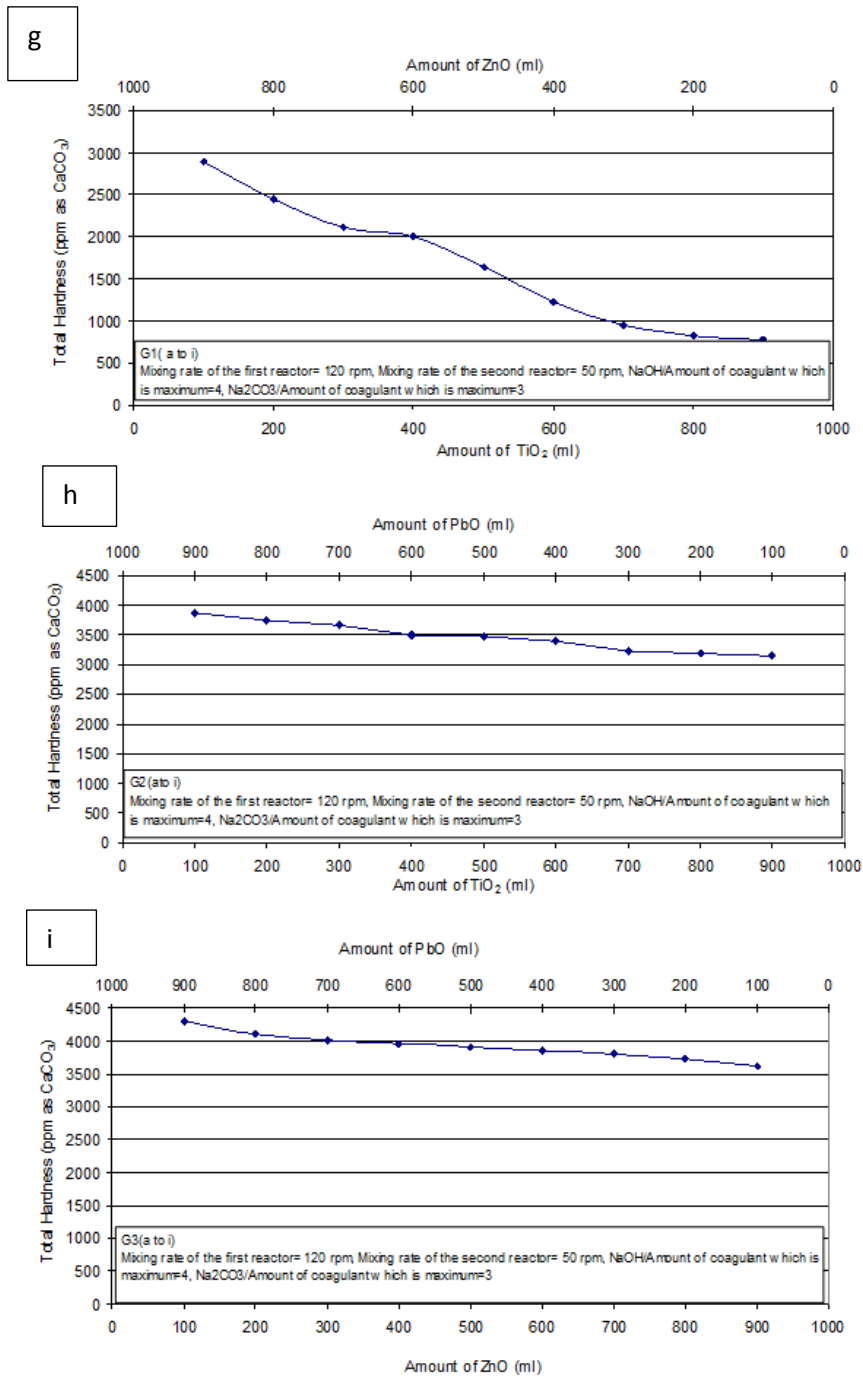 g
Amount of ZnO (ml)
1000 800 600 400 200 0
Total Hardness (ppm as CaCO₃)
3500
3000
2500
2000
1500
1000
500
0
G1( a to i)
Mixing rate of the first reactor= 120 rpm, Mixing rate of the second reactor= 50 rpm, NaOH/Amount of coagulant w hich
is maximum=4, Na2CO3/Amount of coagulant w hich is maximum=3
0 200 400 600 800 1000
Amount of TiO₂ (ml)
h
Amount of PbO (ml)
1000 900 800 700 600 500 400 300 200 100 0
Total Hardness (ppm as CaCO₃)
4500
4000
3500
3000
2500
2000
1500
1000
500
0
G2(ato i)
Mixing rate of the first reactor= 120 rpm, Mixing rate of the second reactor= 50 rpm, NaOH/Amount of coagulant w hich
is maximum=4, Na2CO3/Amount of coagulant w hich is maximum=3
0 100 200 300 400 500 600 700 800 900 1000
Amount of TiO₂ (ml)
i
Amount of PbO (ml)
1000 900 800 700 600 500 400 300 200 100 0
Total Hardness (ppm as CaCO₃)
4500
4000
3500
3000
2500
2000
1500
1000
500
0
G3(a to i)
Mixing rate of the first reactor= 120 rpm, Mixing rate of the second reactor= 50 rpm, NaOH/Amount of coagulant w hich is
maximum=4, Na2CO3/Amount of coagulant w hich is maximum=3
0 100 200 300 400 500 600 700 800 900 1000
Amount of ZnO (ml)